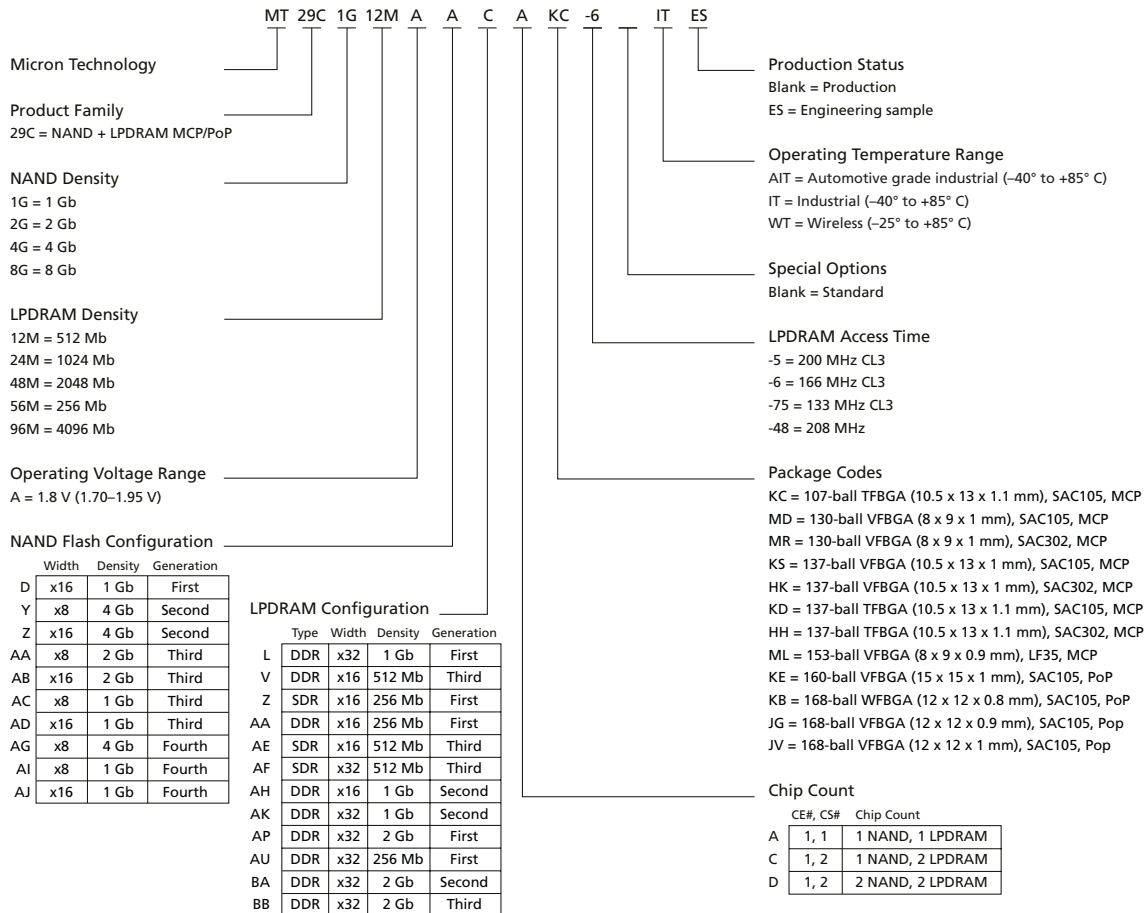 MT 29C 1G 12M A A C A KC -6 IT ES
Micron Technology
Product Family
29C = NAND + LPDRAM MCP/PoP
NAND Density
1G = 1 Gb
2G = 2 Gb
4G = 4 Gb
8G = 8 Gb
LPDRAM Density
12M = 512 Mb
24M = 1024 Mb
48M = 2048 Mb
56M = 256 Mb
96M = 4096 Mb
Operating Voltage Range
A = 1.8 V (1.70–1.95 V)
NAND Flash Configuration
Width Density Generation
D x16 1 Gb First
Y x8 4 Gb Second
Z x16 4 Gb Second
AA x8 2 Gb Third
AB x16 2 Gb Third
AC x8 1 Gb Third
AD x16 1 Gb Third
AG x8 4 Gb Fourth
AI x8 1 Gb Fourth
AJ x16 1 Gb Fourth
LPDRAM Configuration
Type Width Density Generation
L DDR x32 1 Gb First
V DDR x16 512 Mb Third
Z SDR x16 256 Mb First
AA DDR x16 256 Mb First
AE SDR x16 512 Mb Third
AF SDR x32 512 Mb Third
AH DDR x16 1 Gb Second
AK DDR x32 1 Gb Second
AP DDR x32 2 Gb First
AU DDR x32 256 Mb First
BA DDR x32 2 Gb Second
BB DDR x32 2 Gb Third
Production Status
Blank = Production
ES = Engineering sample
Operating Temperature Range
AIT = Automotive grade industrial (–40° to +85° C)
IT = Industrial (–40° to +85° C)
WT = Wireless (–25° to +85° C)
Special Options
Blank = Standard
LPDRAM Access Time
-5 = 200 MHz CL3
-6 = 166 MHz CL3
-75 = 133 MHz CL3
-48 = 208 MHz
Package Codes
KC = 107-ball TFBGA (10.5 x 13 x 1.1 mm), SAC105, MCP
MD = 130-ball VFBGA (8 x 9 x 1 mm), SAC105, MCP
MR = 130-ball VFBGA (8 x 9 x 1 mm), SAC302, MCP
KS = 137-ball VFBGA (10.5 x 13 x 1 mm), SAC105, MCP
HK = 137-ball VFBGA (10.5 x 13 x 1 mm), SAC302, MCP
KD = 137-ball TFBGA (10.5 x 13 x 1.1 mm), SAC105, MCP
HH = 137-ball TFBGA (10.5 x 13 x 1.1 mm), SAC302, MCP
ML = 153-ball VFBGA (8 x 9 x 0.9 mm), LF35, MCP
KE = 160-ball VFBGA (15 x 15 x 1 mm), SAC105, PoP
KB = 168-ball WFBGA (12 x 12 x 0.8 mm), SAC105, PoP
JG = 168-ball VFBGA (12 x 12 x 0.9 mm), SAC105, Pop
JV = 168-ball VFBGA (12 x 12 x 1 mm), SAC105, Pop
Chip Count
CE#, CS# Chip Count
A 1, 1 1 NAND, 1 LPDRAM
C 1, 2 1 NAND, 2 LPDRAM
D 1, 2 2 NAND, 2 LPDRAM